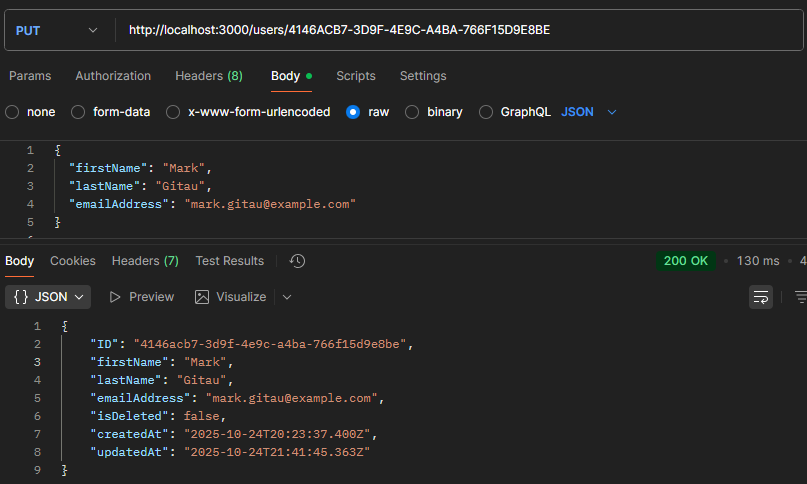 PUT http://localhost:3000/users/4146ACB7-3D9F-4E9C-A4BA-766F15D9E8BE
Params Authorization Headers (8) Body Scripts Settings
none form-data x-www-form-urlencoded raw binary GraphQL JSON
1 {
2 "firstName": "Mark",
3 "lastName": "Gitau",
4 "emailAddress": "mark.gitau@example.com"
5 }
Body Cookies Headers (7) Test Results 200 OK • 130 ms • 4
{} JSON Preview Visualize
1 {
2 "ID": "4146acb7-3d9f-4e9c-a4ba-766f15d9e8be",
3 "firstName": "Mark",
4 "lastName": "Gitau",
5 "emailAddress": "mark.gitau@example.com",
6 "isDeleted": false,
7 "createdAt": "2025-10-24T20:23:37.400Z",
8 "updatedAt": "2025-10-24T21:41:45.363Z"
9 }